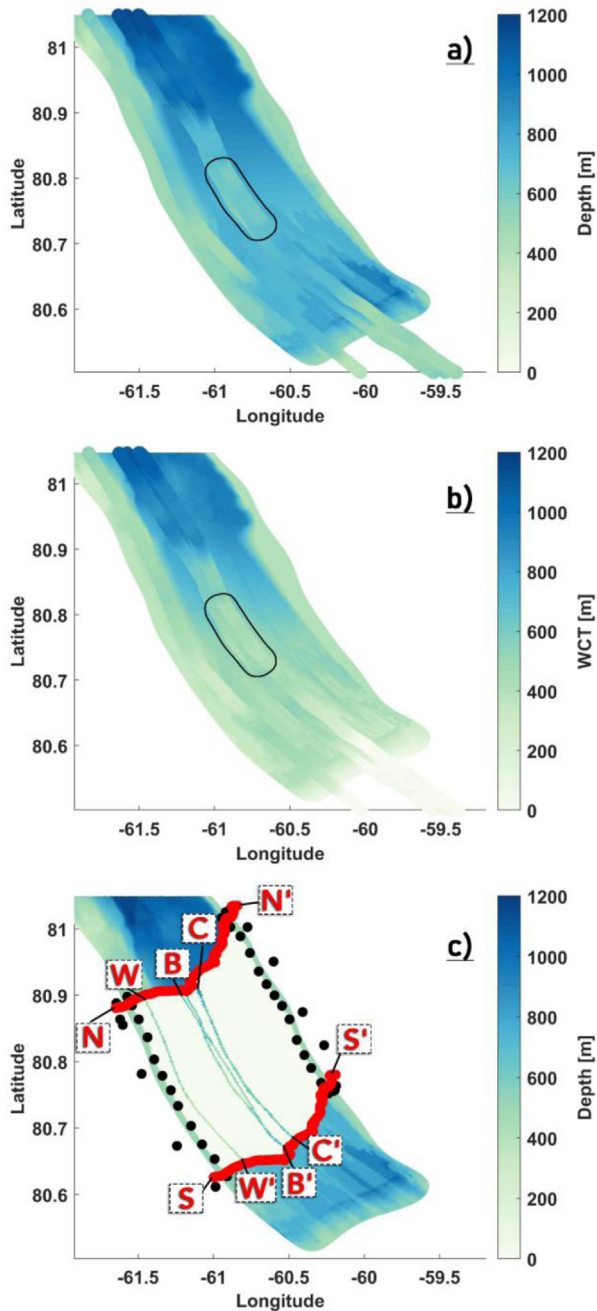 a)
81
80.9
80.8
80.7
80.6
Latitude
-61.5 -61 -60.5 -60 -59.5
Longitude
1200
1000
800
600
400
200
0
Depth [m]
b)
81
80.9
80.8
80.7
80.6
Latitude
-61.5 -61 -60.5 -60 -59.5
Longitude
1200
1000
800
600
400
200
0
WCT [m]
c)
81
80.9
80.8
80.7
80.6
Latitude
N'
C
B
W
N
S'
C'
B'
W'
S
-61.5 -61 -60.5 -60 -59.5
Longitude
1200
1000
800
600
400
200
0
Depth [m]